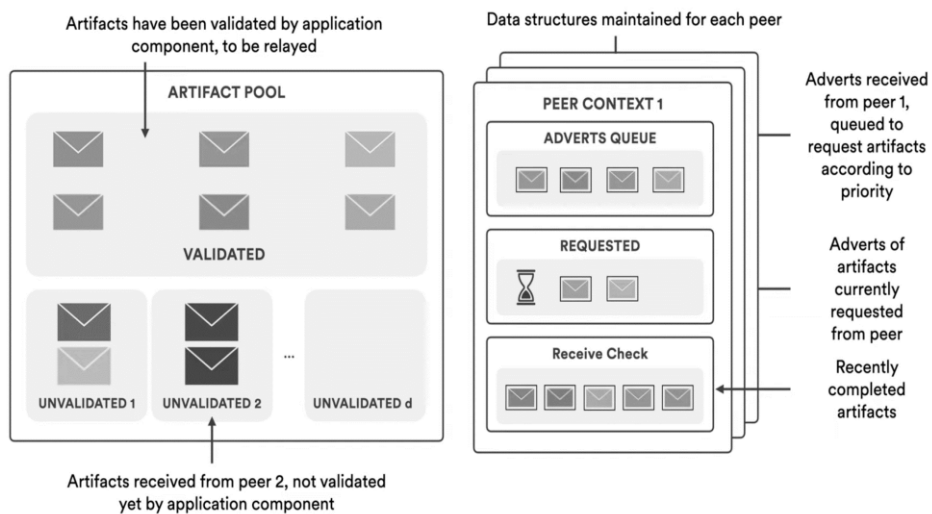 Artifacts have been validated by application
component, to be relayed
ARTIFACT POOL
VALIDATED
UNVALIDATED 1
UNVALIDATED 2
...
UNVALIDATED d
Artifacts received from peer 2, not validated
yet by application component
Data structures maintained for each peer
PEER CONTEXT 1
ADVERTS QUEUE
REQUESTED
Receive Check
Adverts received
from peer 1,
queued to
request artifacts
according to
priority
Adverts of
artifacts
currently
requested
from peer
Recently
completed
artifacts